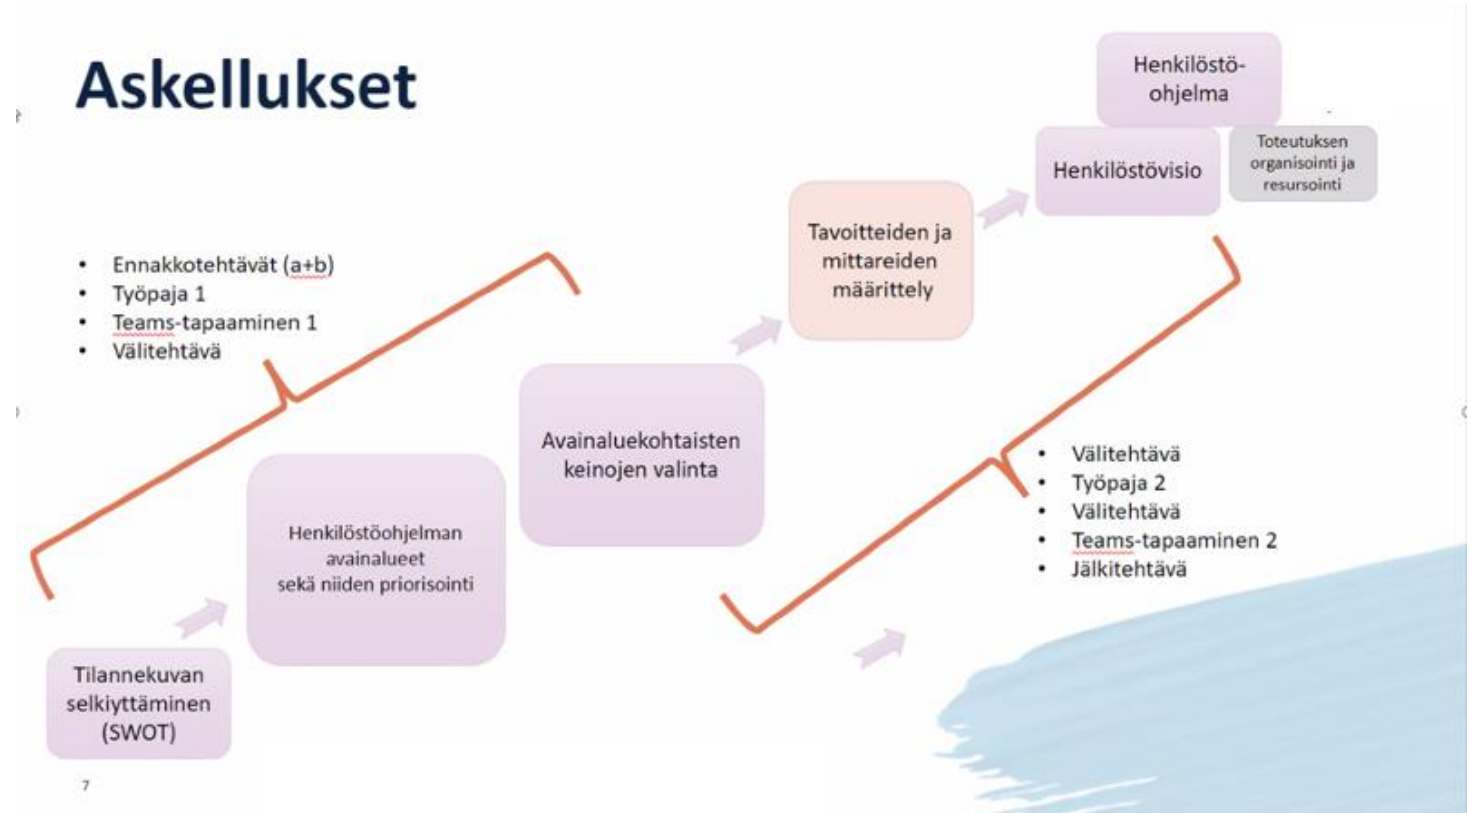 Askellukset
Henkilöstö-
ohjelma
Henkilöstövisio
Toteutuksen
organisointi ja
resursointi
Tavoitteiden ja
mittareiden
määrittely
• Ennakkotehtävät (a+b)
• Työpaja 1
• Teams-tapaaminen 1
• Välitehtävä
Avainaluekohtaisten
keinojen valinta
Henkilöstöohjelman
avainalueet
sekä niiden priorisointi
• Välitehtävä
• Työpaja 2
• Välitehtävä
• Teams-tapaaminen 2
• Jälkitehtävä
Tilannekuvan
selkiyttäminen
(SWOT)
7